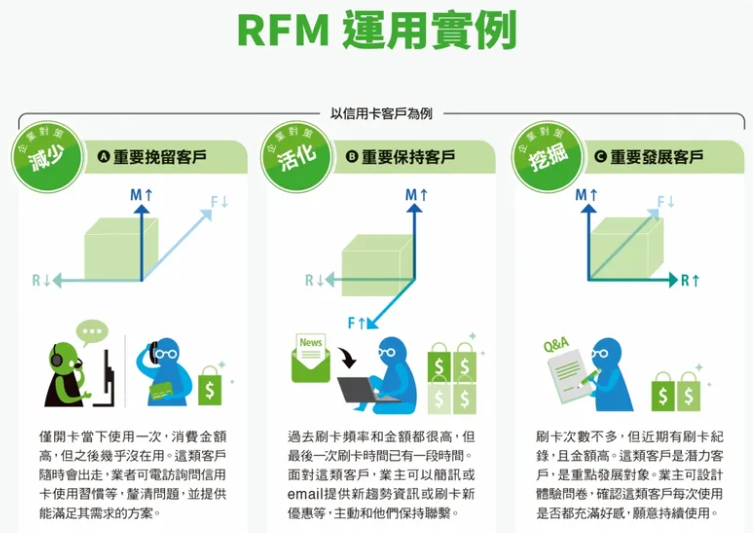 RFM 運用實例
以信用卡客戶為例
企業對策
減少
A 重要挽留客戶
M↑
F↓
R↓
僅開卡當下使用一次，消費金額
高，但之後幾乎沒在用。這類客戶
隨時會出走，業者可電訪詢問信用
卡使用習慣等，釐清問題，並提供
能滿足其需求的方案。
企業對策
活化
B 重要保持客戶
M↑
R↓
F↑
News
$
$
過去刷卡頻率和金額都很高，但
最後一次刷卡時間已有一段時間。
面對這類客戶，業主可以簡訊或
email提供新趨勢資訊或刷卡新
優惠等，主動和他們保持聯繫。
企業對策
挖掘
C 重要發展客戶
M↑
F↓
R↑
Q&A
$
$
刷卡次數不多，但近期有刷卡紀
錄，且金額高。這類客戶是潛力客
戶，是重點發展對象。業主可設計
體驗問卷，確認這類客戶每次使用
是否都充滿好感，願意持續使用。